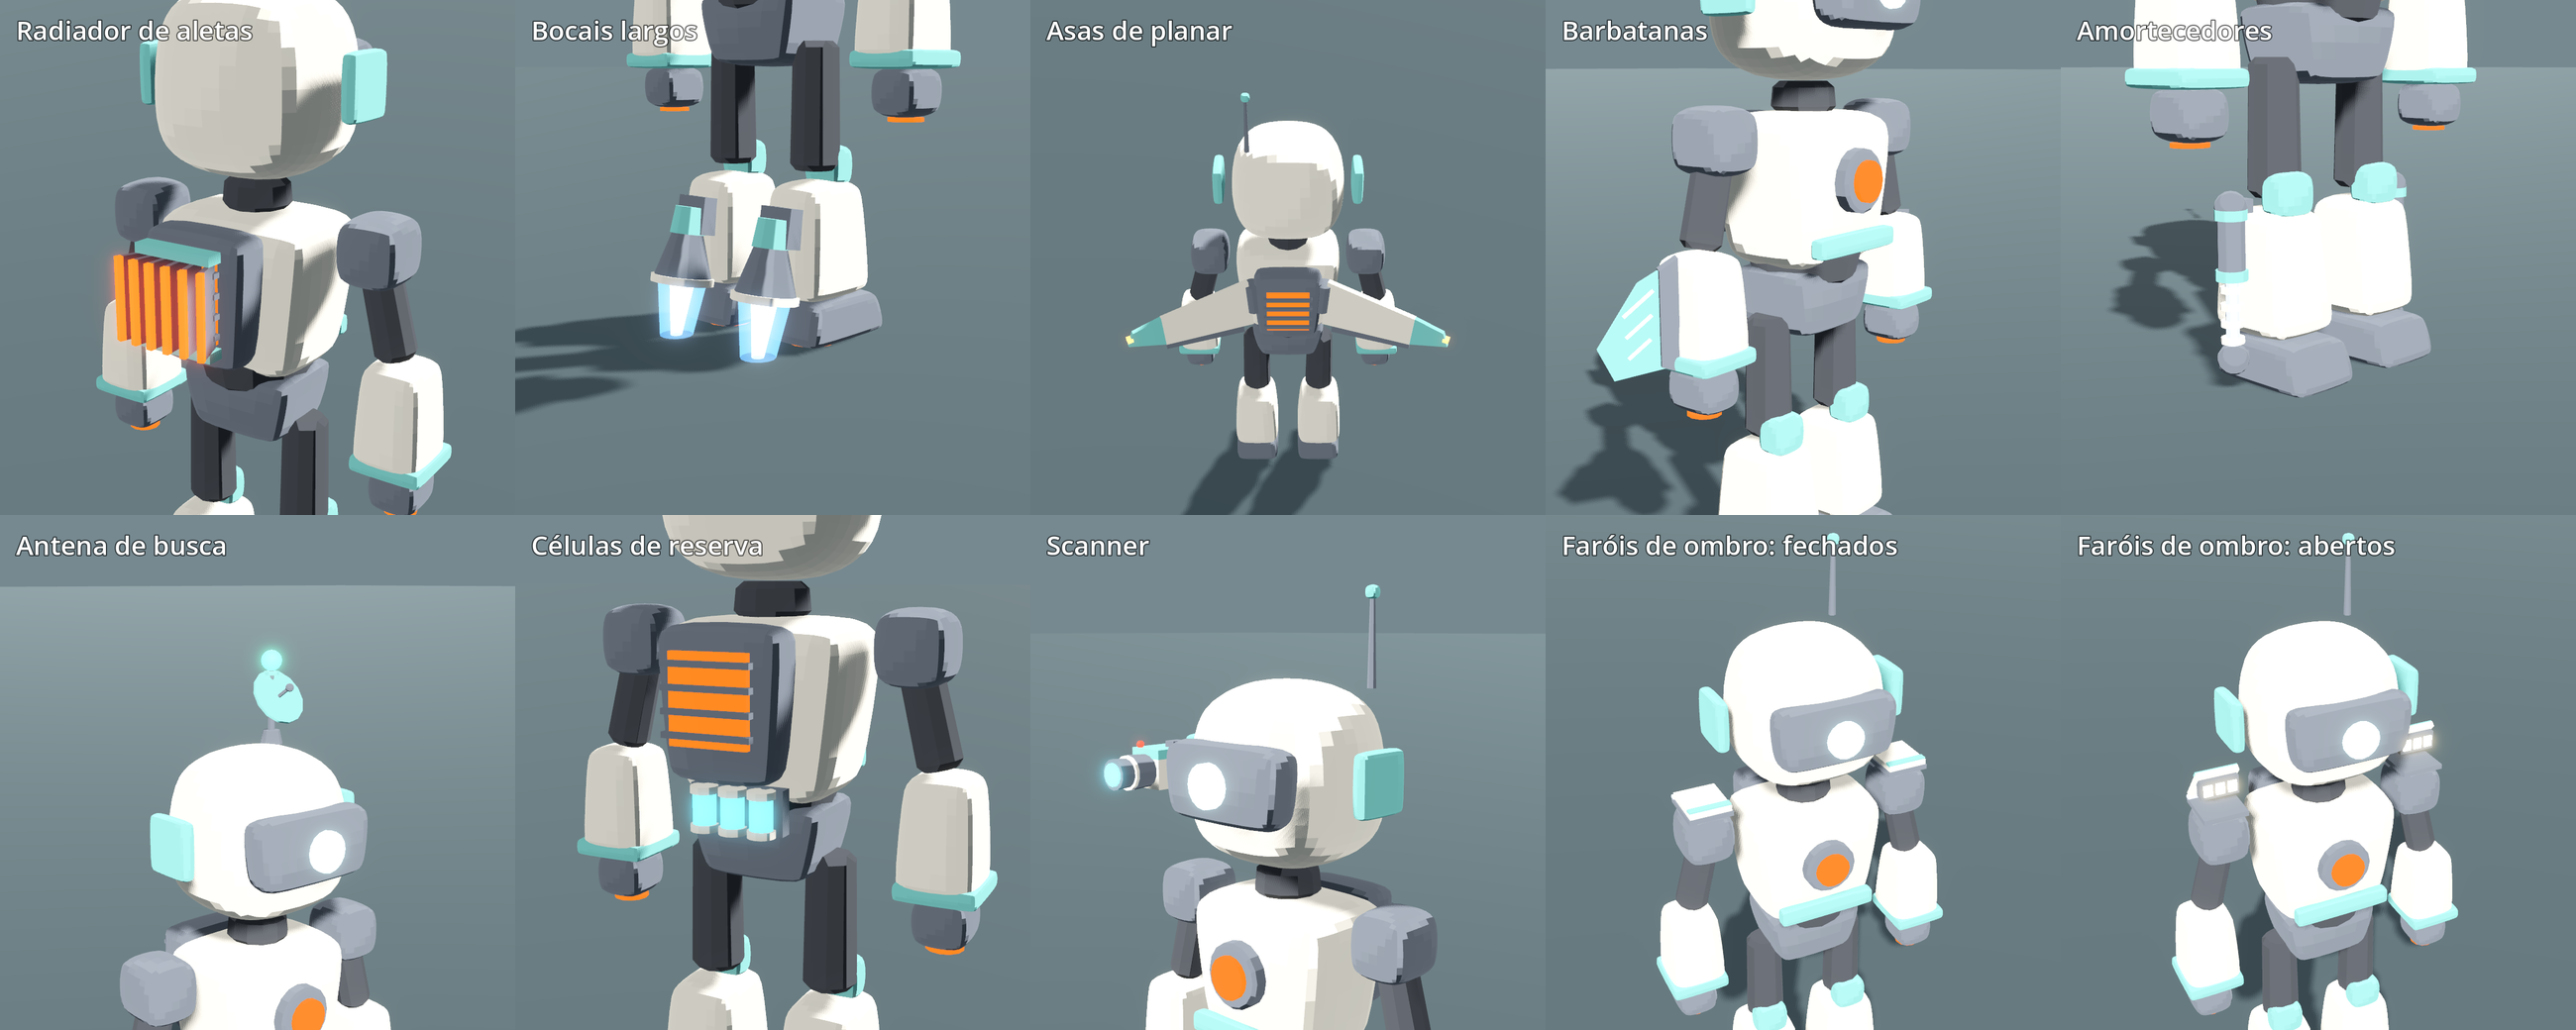 Radiador de aletas
Bocais largos
Asas de planar
Barbatanas
Amortecedores
Antena de busca
Células de reserva
Scanner
Faróis de ombro: fechados
Faróis de ombro: abertos